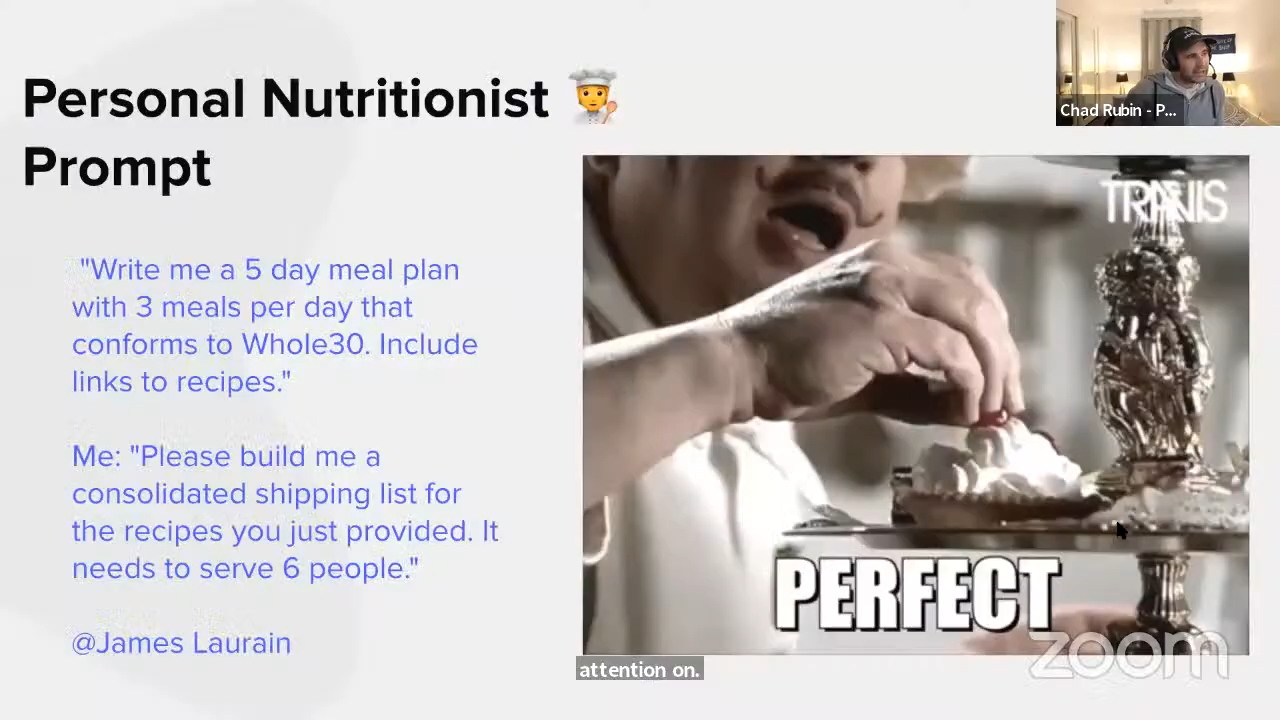 Personal Nutritionist
Prompt
"Write me a 5 day meal plan
with 3 meals per day that
conforms to Whole30. Include
links to recipes."
Me: "Please build me a
consolidated shipping list for
the recipes you just provided. It
needs to serve 6 people."
@James Laurain
Chad Rubin - P...
TRAVIS
PERFECT
attention on.
zoom